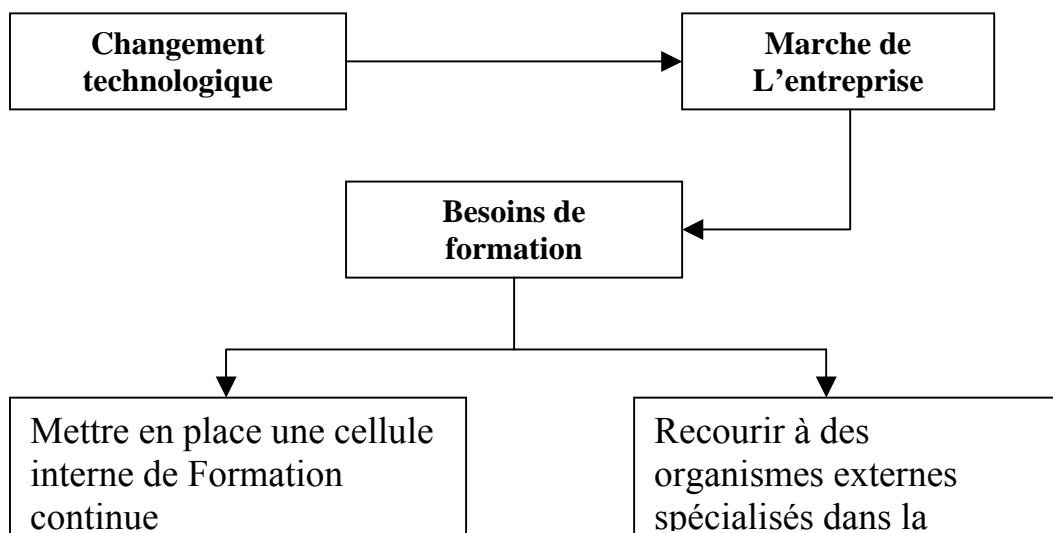 Changement
technologique
Marche de
L'entreprise
Besoins de
formation
Mettre en place une cellule
interne de Formation
continue
Recourir à des
organismes externes
spécialisés dans la